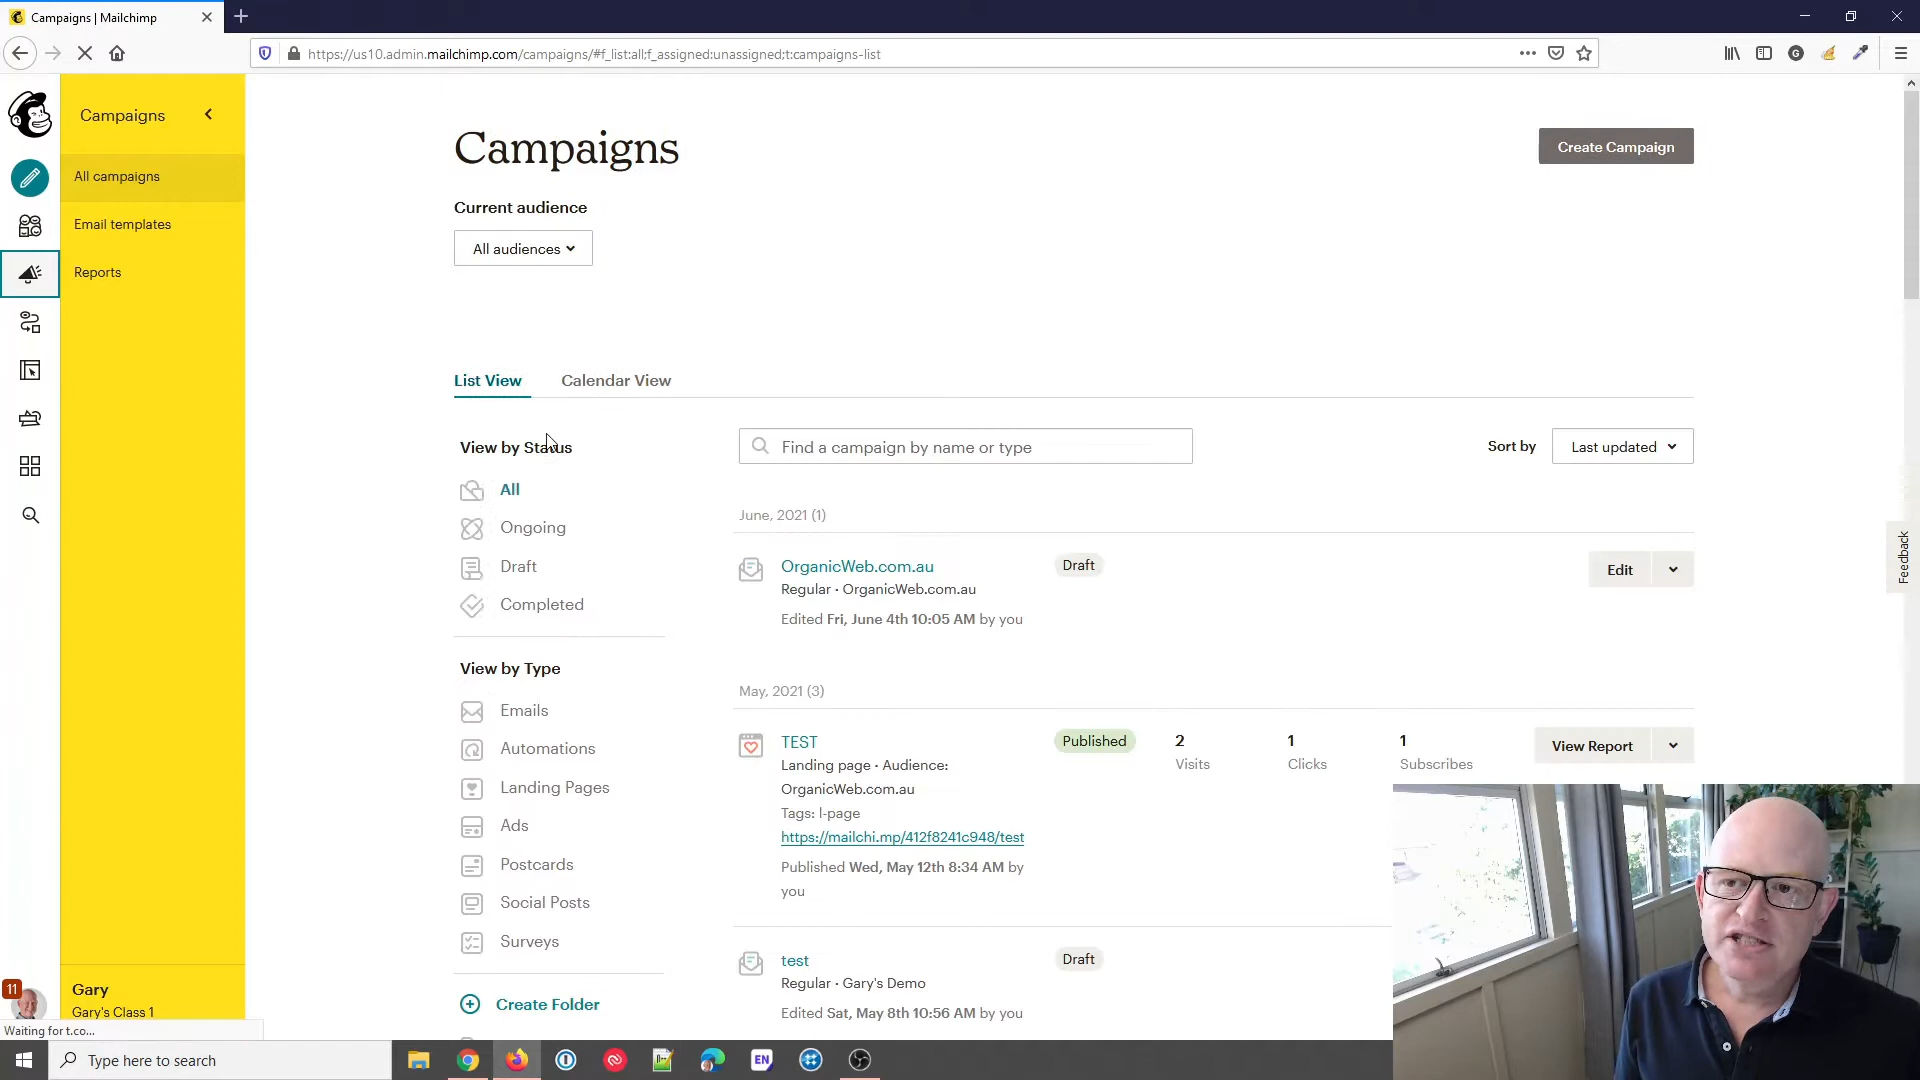 Campaigns | Mailchimp
https://us10.admin.mailchimp.com/campaigns/#f_list:all;f_assigned:unassigned;t:campaigns-list
Campaigns
All campaigns
Email templates
Reports
Campaigns
Create Campaign
Current audience
All audiences
List View
Calendar View
View by Status
Find a campaign by name or type
Sort by
Last updated
All
Ongoing
Draft
Completed
June, 2021 (1)
OrganicWeb.com.au
Draft
Edit
Regular · OrganicWeb.com.au
Edited Fri, June 4th 10:05 AM by you
View by Type
Emails
Automations
Landing Pages
Ads
Postcards
Social Posts
Surveys
Create Folder
May, 2021 (3)
TEST
Published
2
Visits
1
Clicks
1
Subscribes
View Report
Landing page · Audience:
OrganicWeb.com.au
Tags: l-page
https://mailchi.mp/412f8241c948/test
Published Wed, May 12th 8:34 AM by
you
test
Draft
Regular · Gary's Demo
Edited Sat, May 8th 10:56 AM by you
Feedback
11
Gary
Gary's Class 1
Waiting for t.co...
Type here to search
EN